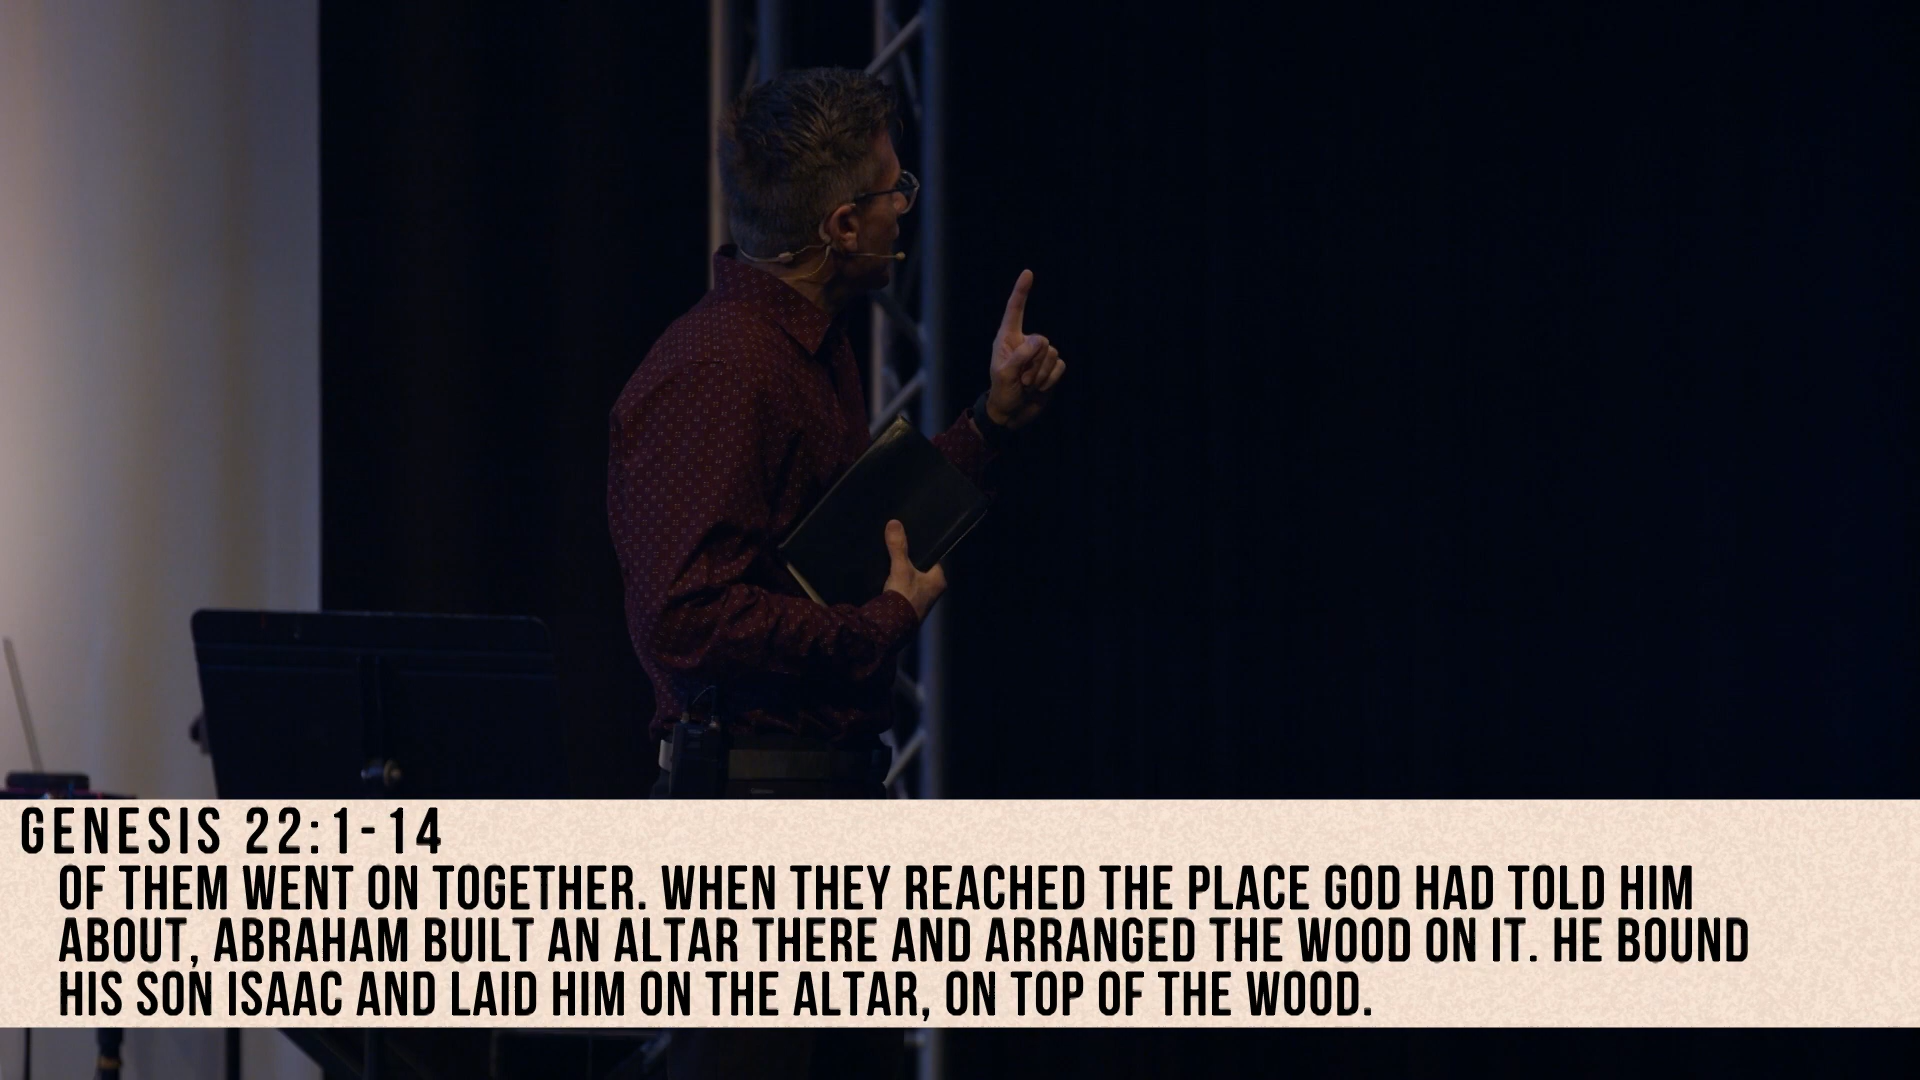 GENESIS 22:1-14
OF THEM WENT ON TOGETHER. WHEN THEY REACHED THE PLACE GOD HAD TOLD HIM
ABOUT, ABRAHAM BUILT AN ALTAR THERE AND ARRANGED THE WOOD ON IT. HE BOUND
HIS SON ISAAC AND LAID HIM ON THE ALTAR, ON TOP OF THE WOOD.